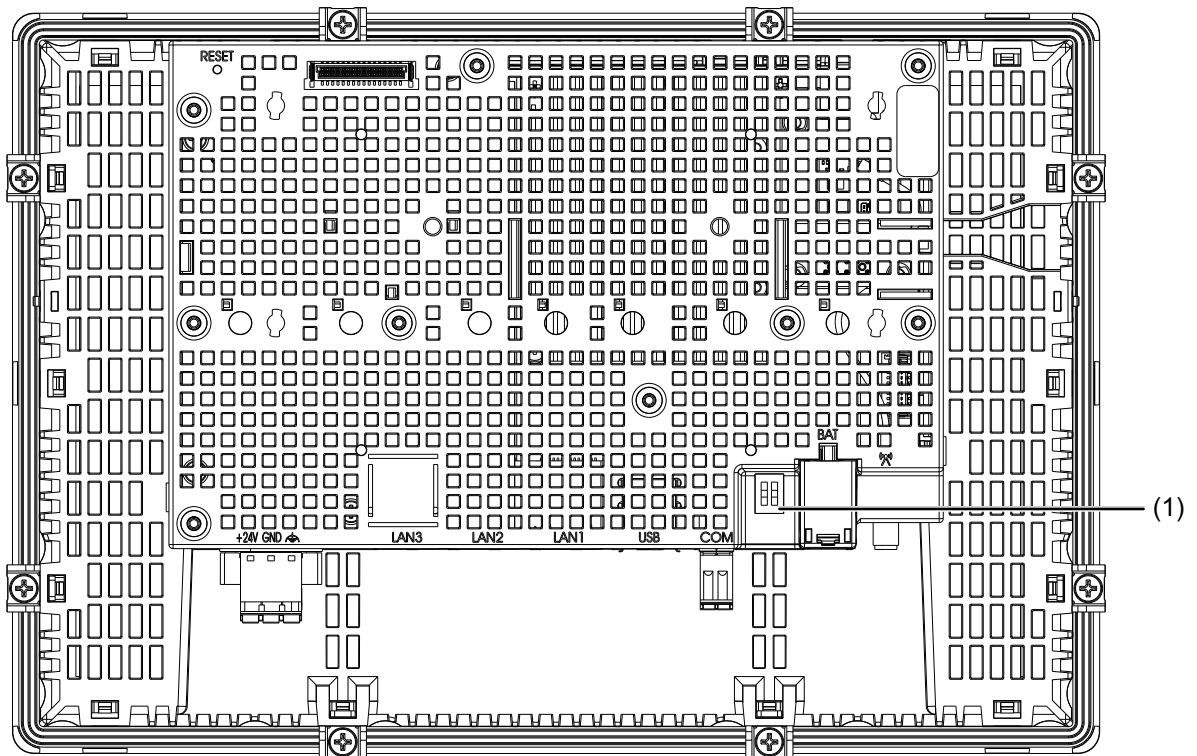 RESET
BAT
(1)
+24V GND
LAN3
LAN2
LAN1
USB
COM